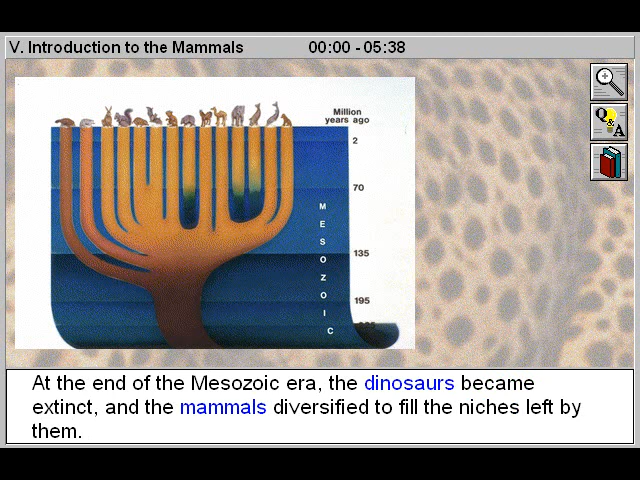 V. Introduction to the Mammals 00:00 - 05:38
Million
years ago
2
70
M
E
S
O
Z
O
I
C
135
195
Q
&
A
At the end of the Mesozoic era, the dinosaurs became
extinct, and the mammals diversified to fill the niches left by
them.